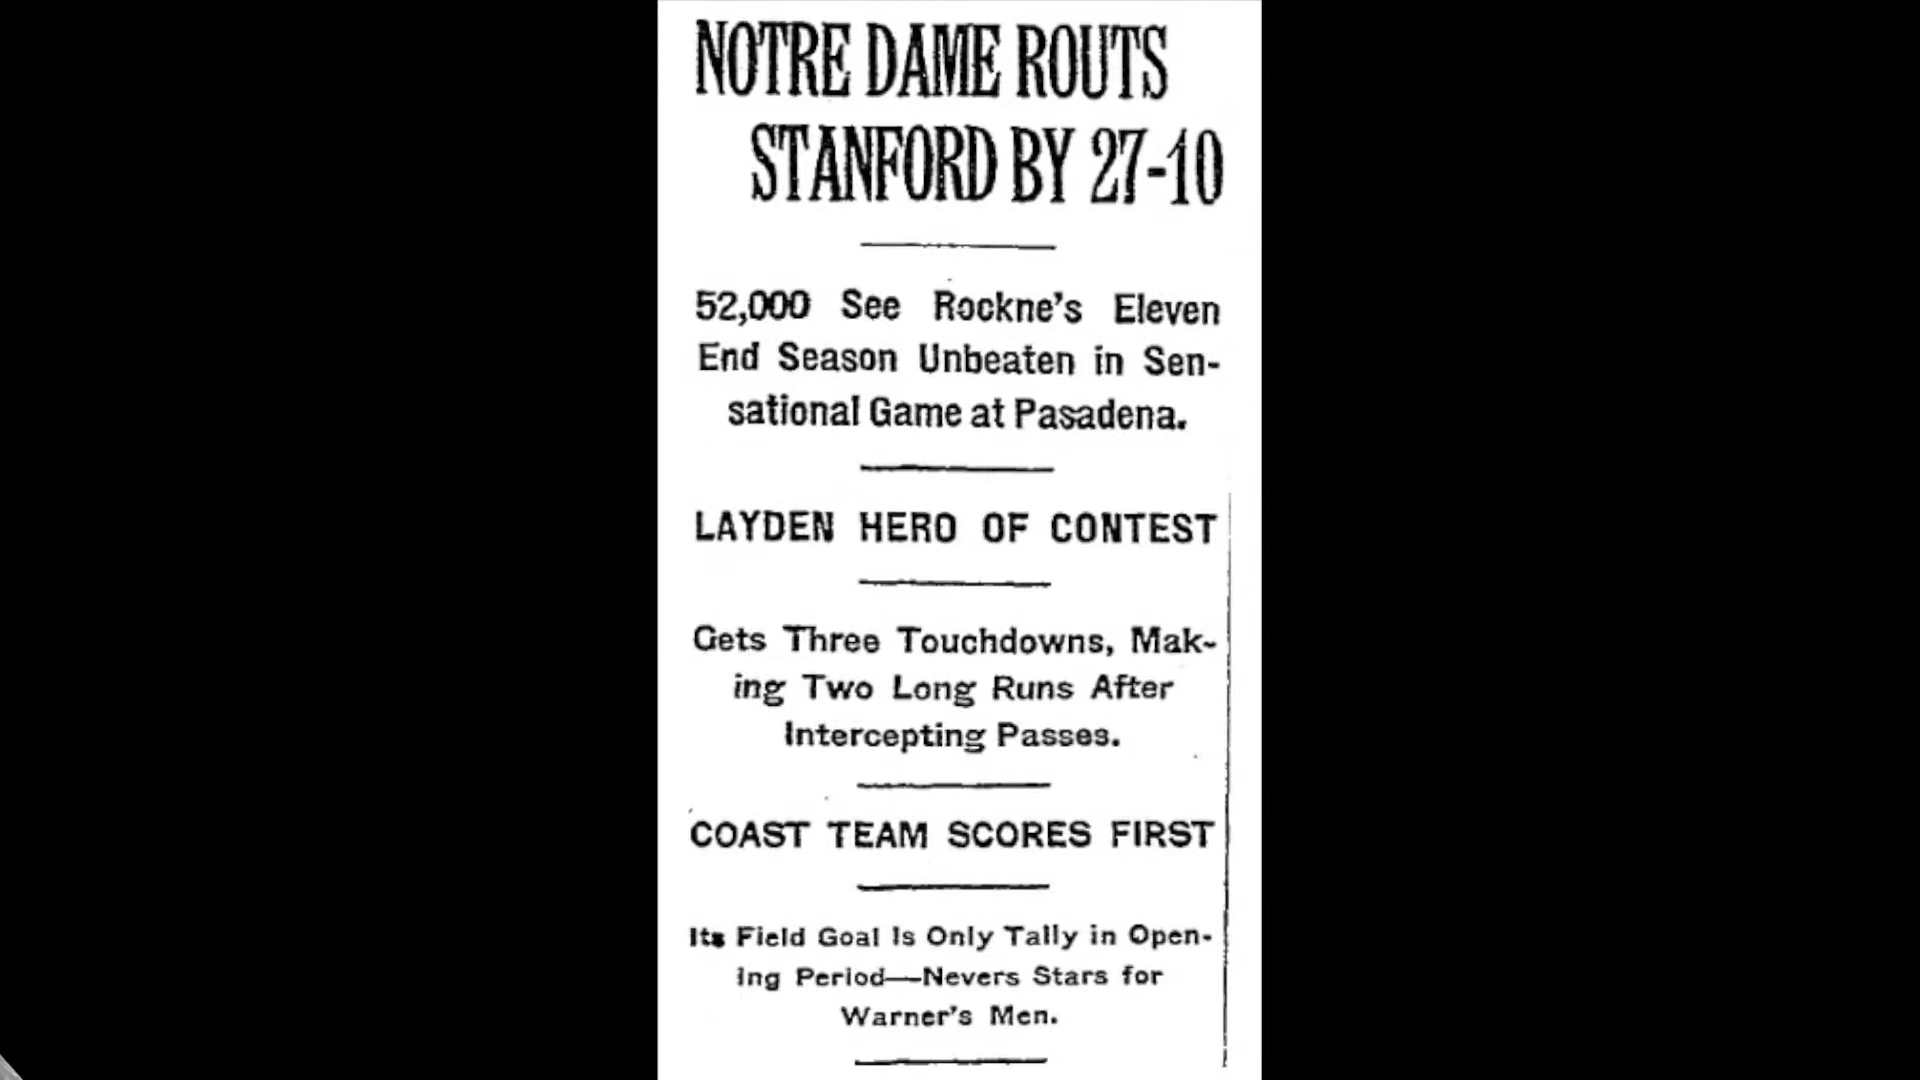 NOTRE DAME ROUTS
STANFORD BY 27-10
52,000 See Rockne's Eleven
End Season Unbeaten in Sen-
sational Game at Pasadena.
LAYDEN HERO OF CONTEST
Gets Three Touchdowns, Mak-
ing Two Long Runs After
Intercepting Passes.
COAST TEAM SCORES FIRST
Its Field Goal Is Only Tally in Open-
ing Period—Nevers Stars for
Warner's Men.